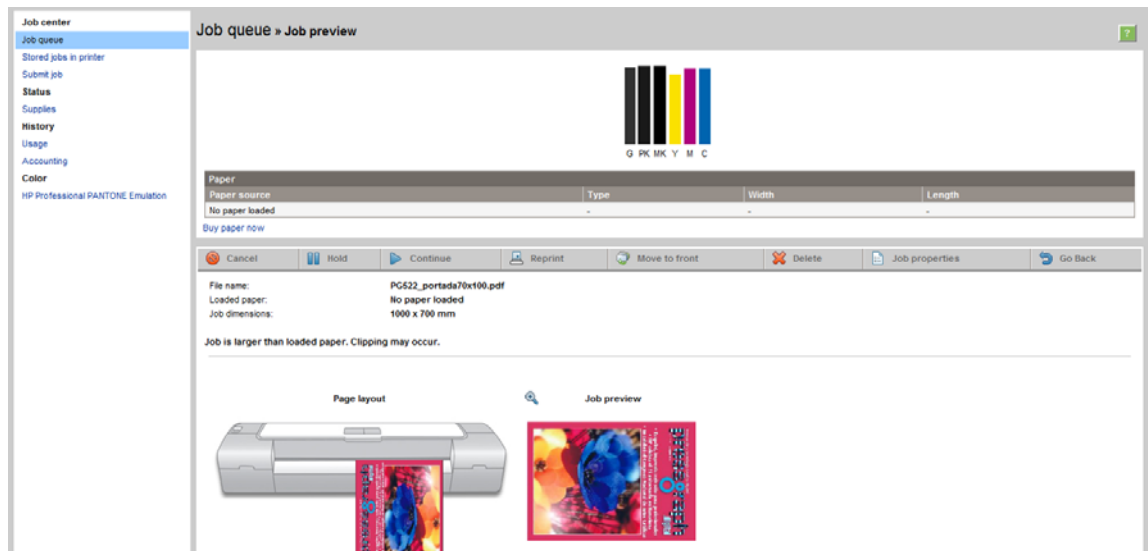 Job center
Job queue
Stored jobs in printer
Submit job
Status
Supplies
History
Usage
Accounting
Color
HP Professional PANTONE Emulation
Job queue » Job preview
?
G PK MK Y M C
Paper
Paper source Type Width Length
No paper loaded - - -
Buy paper now
Cancel Hold Continue Reprint Move to front Delete Job properties Go Back
File name: PG522_portada70x100.pdf
Loaded paper: No paper loaded
Job dimensions: 1000 x 700 mm
Job is larger than loaded paper. Clipping may occur.
Page layout Job preview